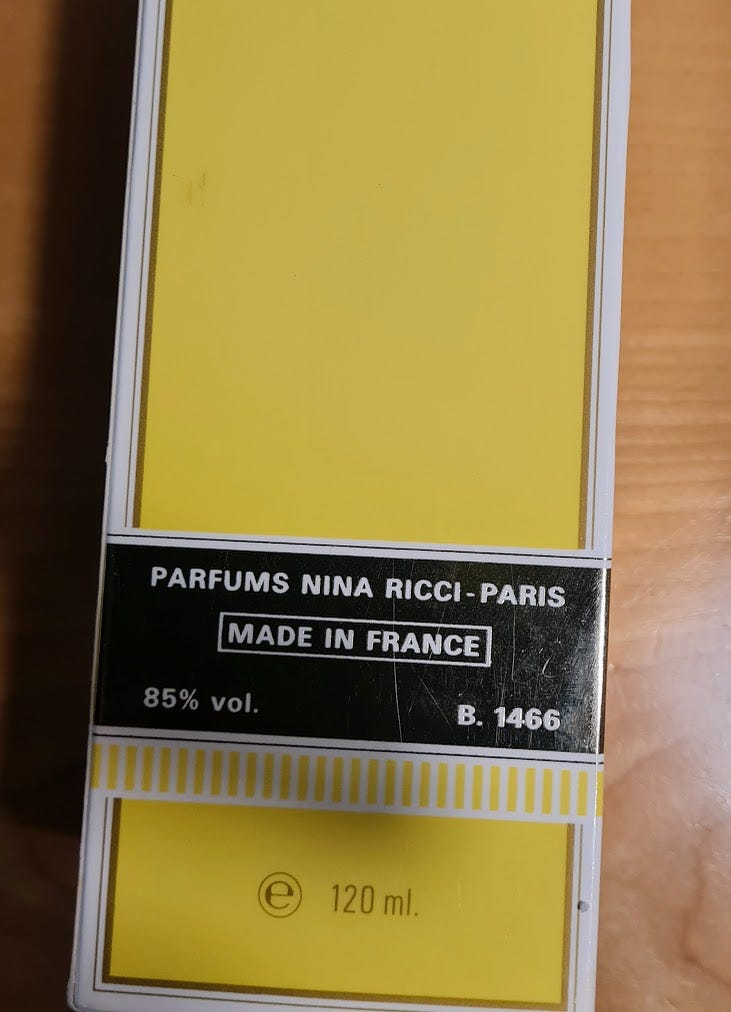 PARFUMS NINA RICCI-PARIS
MADE IN FRANCE
85% vol. B. 1466
℮ 120 ml.